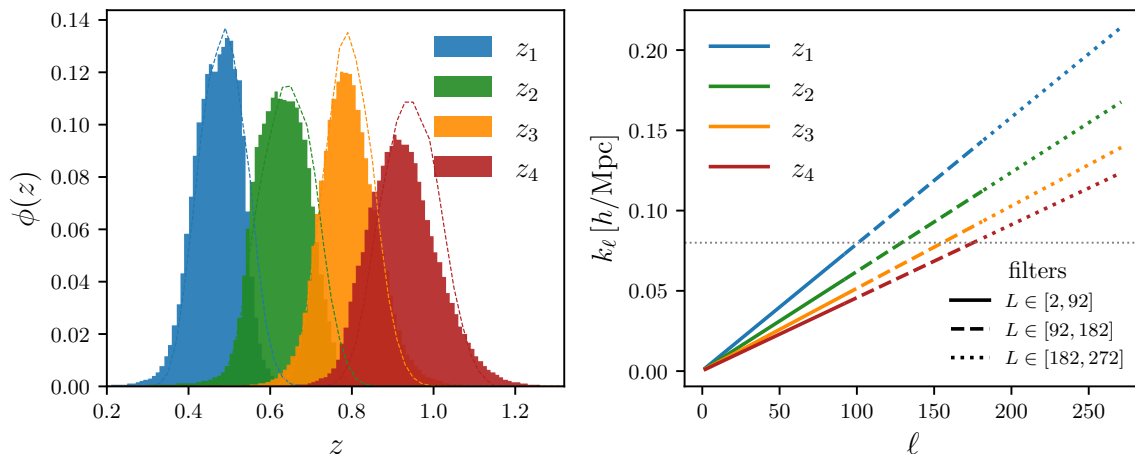 0.14
0.12
0.10
0.08
0.06
0.04
0.02
0.00
ϕ(z)
0.2 0.4 0.6 0.8 1.0 1.2
z
z₁
z₂
z₃
z₄
0.20
0.15
0.10
0.05
0.00
k_ℓ [h/Mpc]
0 50 100 150 200 250
ℓ
z₁
z₂
z₃
z₄
filters
L ∈ [2, 92]
L ∈ [92, 182]
L ∈ [182, 272]